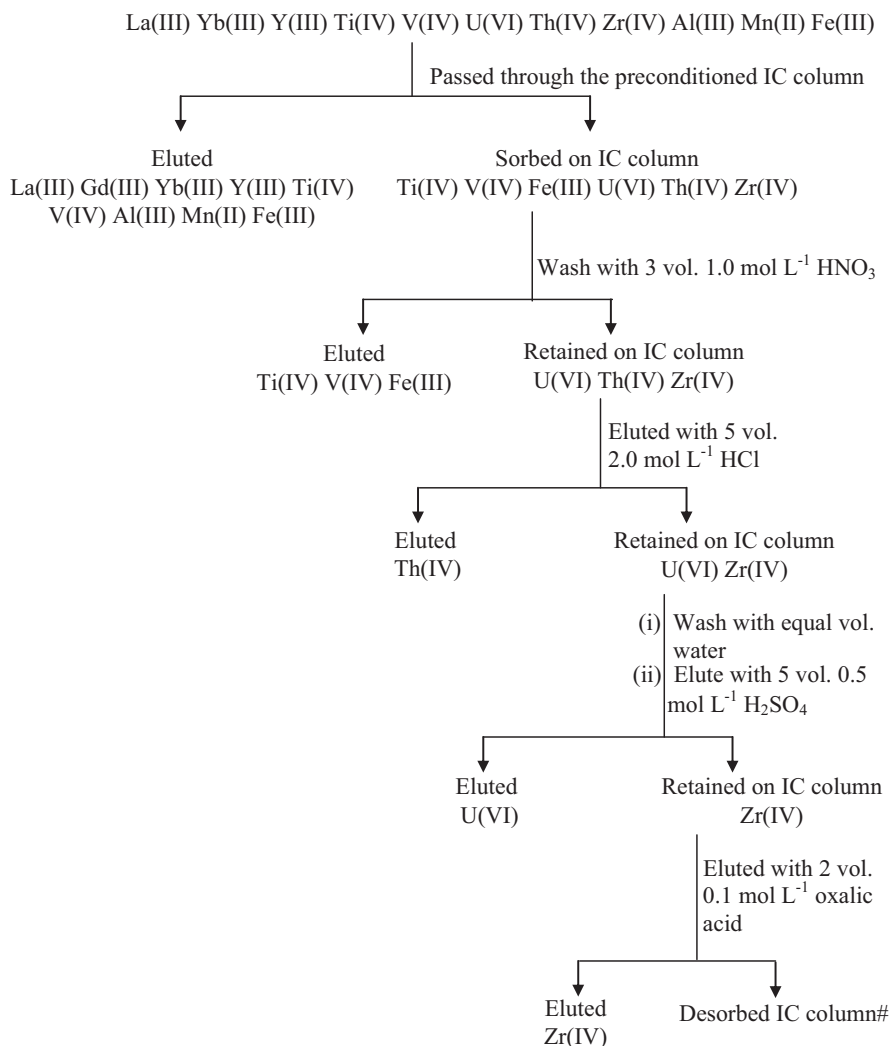 La(III) Yb(III) Y(III) Ti(IV) V(IV) U(VI) Th(IV) Zr(IV) Al(III) Mn(II) Fe(III)
Passed through the preconditioned IC column
Eluted
La(III) Gd(III) Yb(III) Y(III) Ti(IV)
V(IV) Al(III) Mn(II) Fe(III)
Sorbed on IC column
Ti(IV) V(IV) Fe(III) U(VI) Th(IV) Zr(IV)
Wash with 3 vol. 1.0 mol L⁻¹ HNO₃
Eluted
Ti(IV) V(IV) Fe(III)
Retained on IC column
U(VI) Th(IV) Zr(IV)
Eluted with 5 vol.
2.0 mol L⁻¹ HCl
Eluted
Th(IV)
Retained on IC column
U(VI) Zr(IV)
(i) Wash with equal vol.
water
(ii) Elute with 5 vol. 0.5
mol L⁻¹ H₂SO₄
Eluted
U(VI)
Retained on IC column
Zr(IV)
Eluted with 2 vol.
0.1 mol L⁻¹ oxalic
acid
Eluted
Zr(IV)
Desorbed IC column#